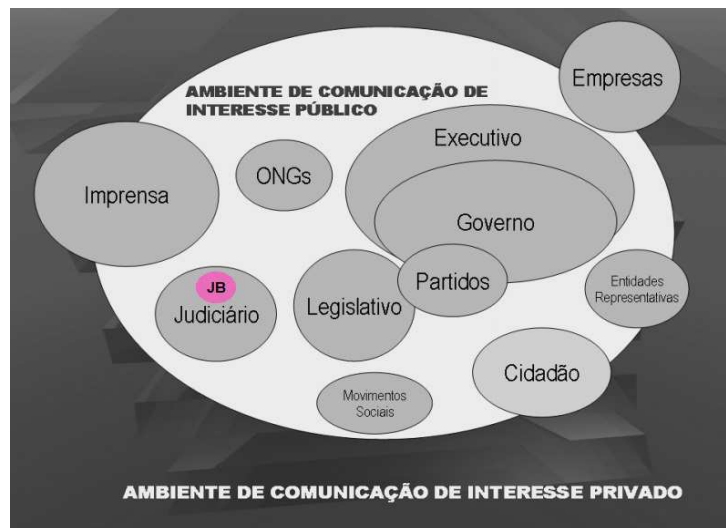 AMBIENTE DE COMUNICAÇÃO DE
INTERESSE PÚBLICO
Empresas
Executivo
ONGs
Imprensa
Governo
JB
Judiciário
Legislativo
Partidos
Entidades
Representativas
Cidadão
Movimentos
Sociais
AMBIENTE DE COMUNICAÇÃO DE INTERESSE PRIVADO